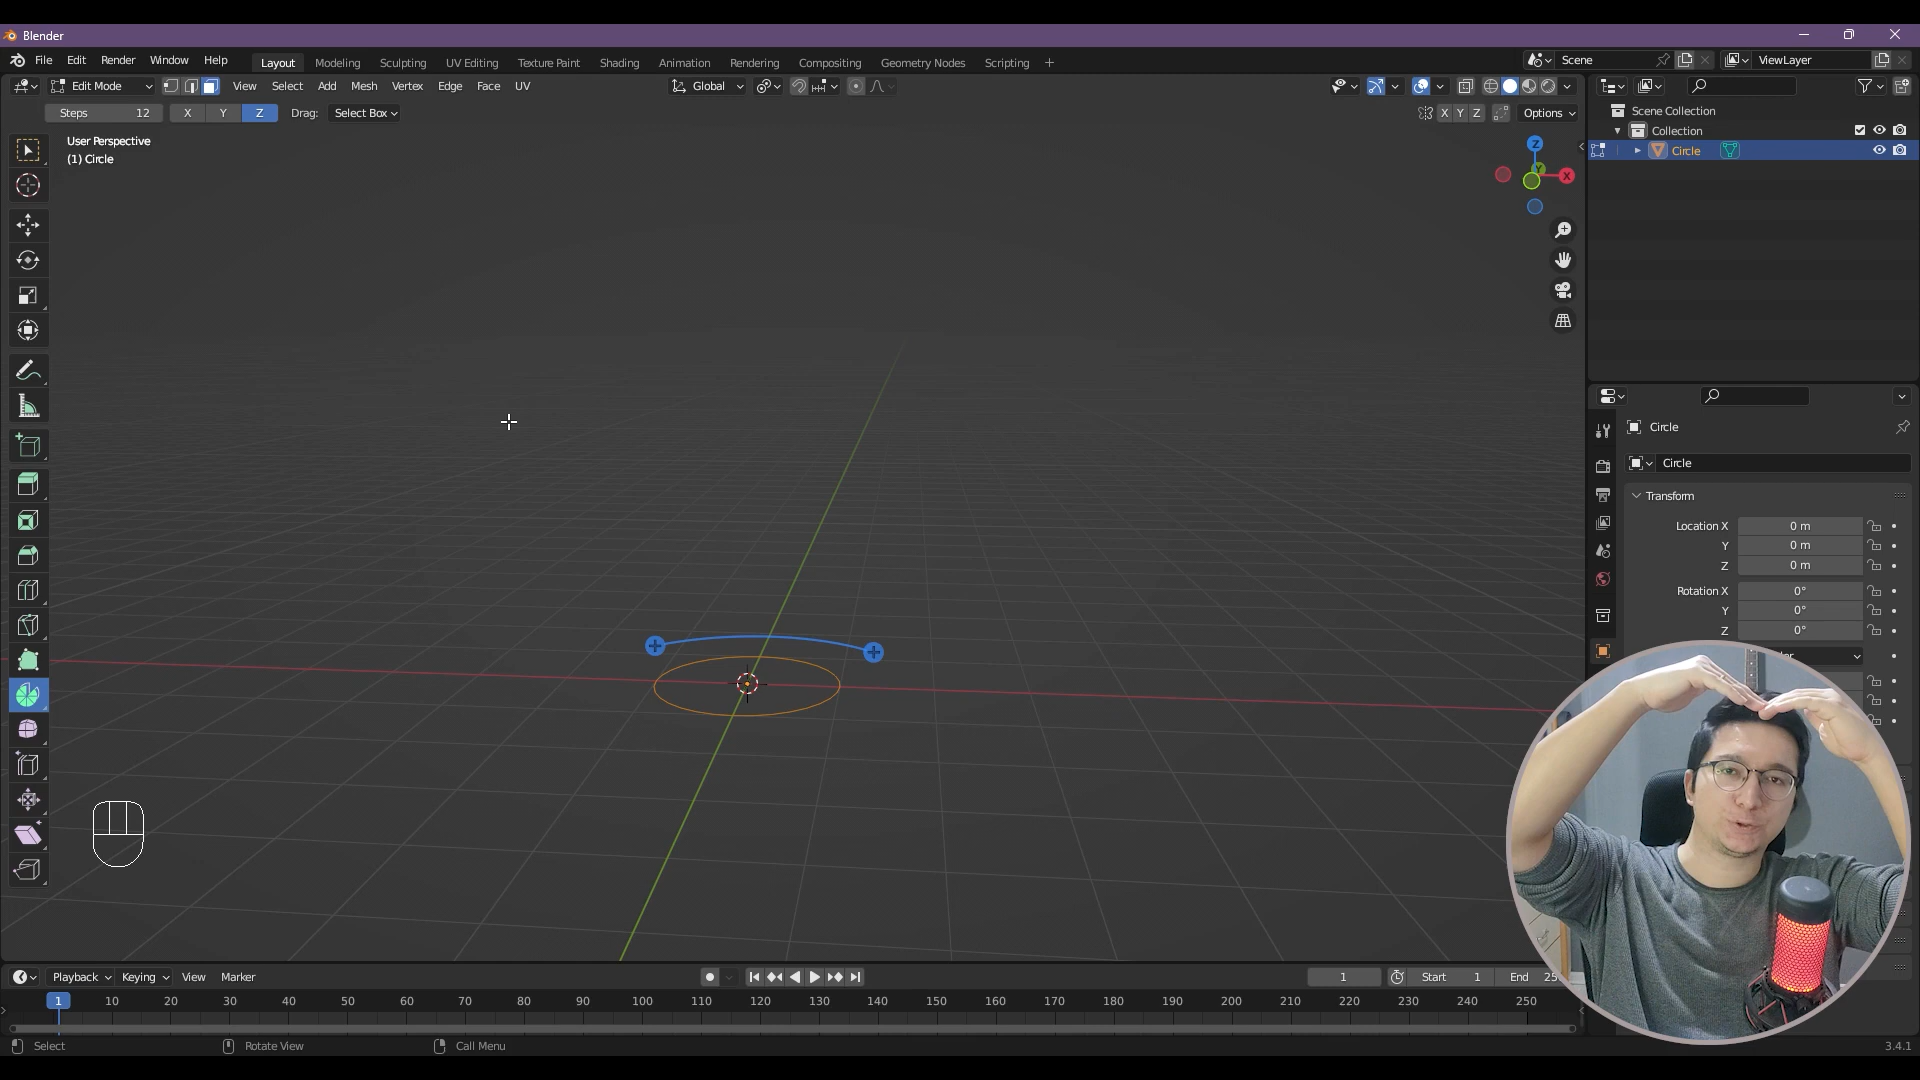 Blender
File Edit Render Window Help Layout Modeling Sculpting UV Editing Texture Paint Shading Animation Rendering Compositing Geometry Nodes Scripting + Scene ViewLayer
Edit Mode View Select Add Mesh Vertex Edge Face UV Global
Steps 12 X Y Z Drag: Select Box X Y Z Options
User Perspective
(1) Circle
Z
Y
X
Scene Collection
Collection
Circle
Circle
Circle
Transform
Location X 0 m
Y 0 m
Z 0 m
Rotation X 0°
Y 0°
Z 0°
Playback Keying View Marker 1 Start 1 End
1 10 20 30 40 50 60 70 80 90 100 110 120 130 140 150 160 170 180 190 200 210 220 230 240 250
Select Rotate View Call Menu 3.4.1